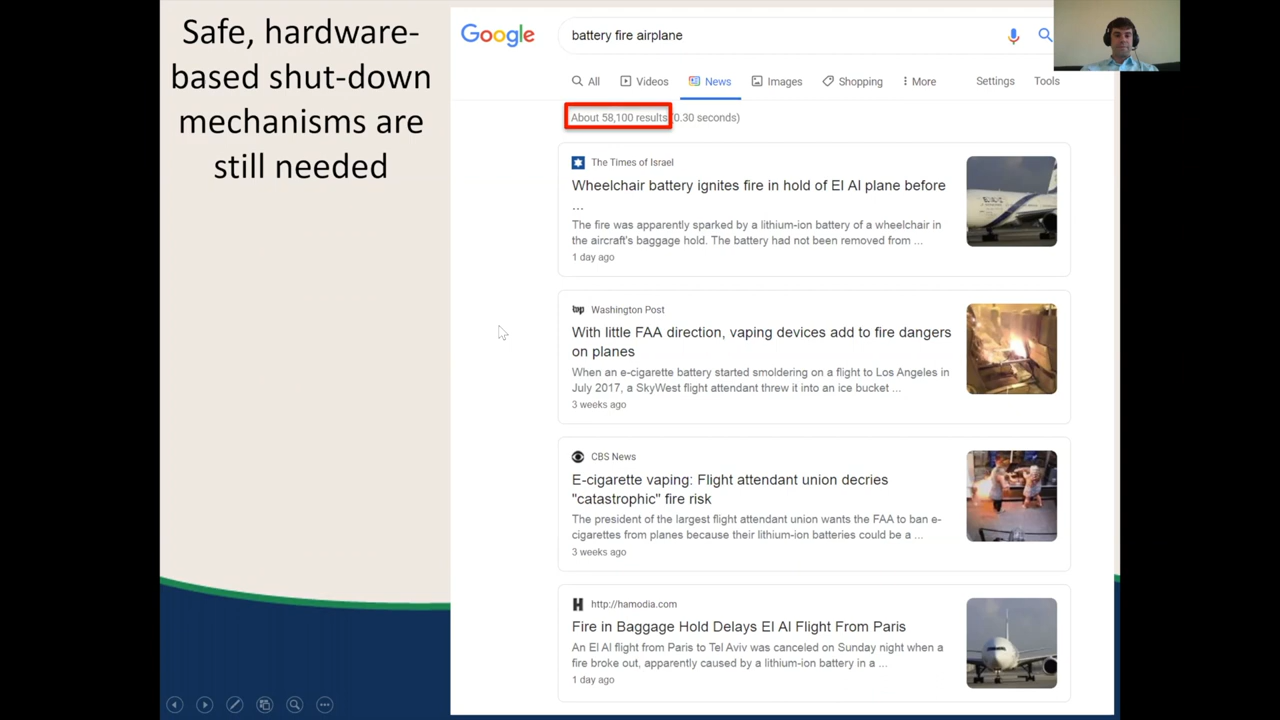 Safe, hardware-
based shut-down
mechanisms are
still needed
Google
battery fire airplane
All Videos News Images Shopping More Settings Tools
About 58,100 results (0.30 seconds)
The Times of Israel
Wheelchair battery ignites fire in hold of El Al plane before
...
The fire was apparently sparked by a lithium-ion battery of a wheelchair in
the aircraft's baggage hold. The battery had not been removed from ...
1 day ago
wp Washington Post
With little FAA direction, vaping devices add to fire dangers
on planes
When an e-cigarette battery started smoldering on a flight to Los Angeles in
July 2017, a SkyWest flight attendant threw it into an ice bucket ...
3 weeks ago
CBS News
E-cigarette vaping: Flight attendant union decries
"catastrophic" fire risk
The president of the largest flight attendant union wants the FAA to ban e-
cigarettes from planes because their lithium-ion batteries could be a ...
3 weeks ago
H http://hamodia.com
Fire in Baggage Hold Delays El Al Flight From Paris
An El Al flight from Paris to Tel Aviv was canceled on Sunday night when a
fire broke out, apparently caused by a lithium-ion battery in a ...
1 day ago